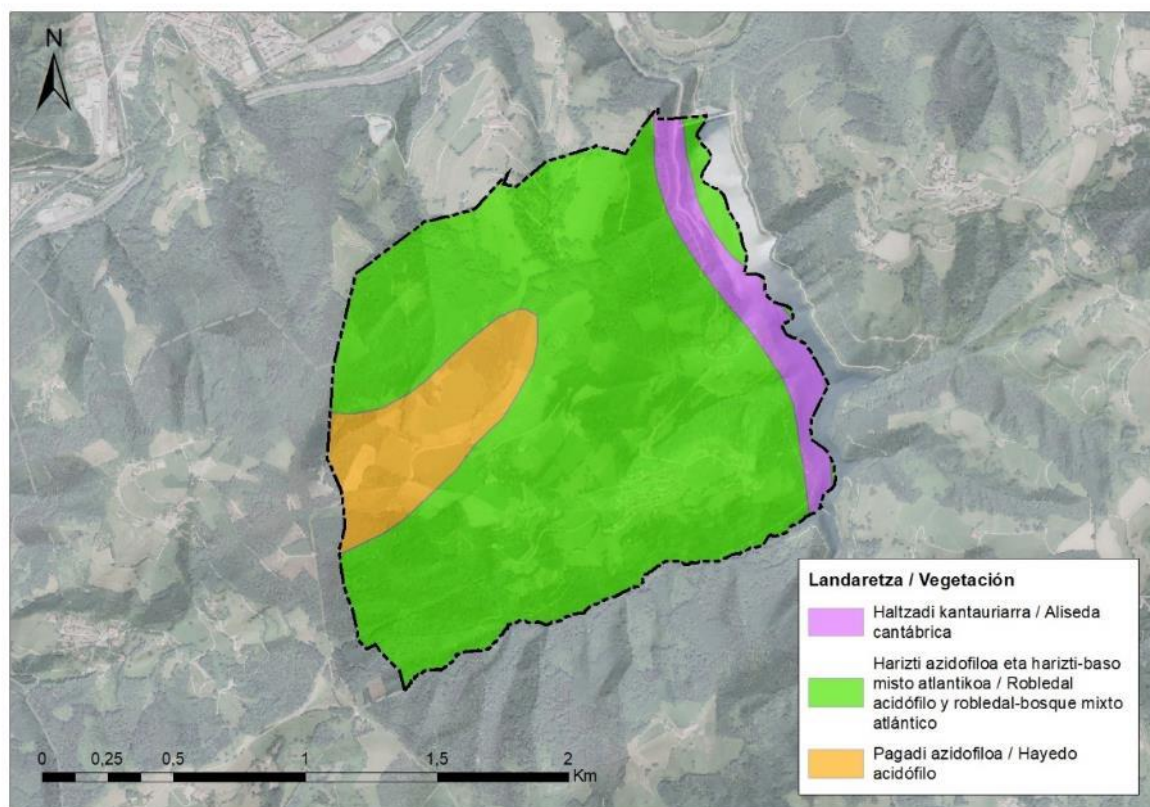 N
Landaretza / Vegetación
Haltzadi kantauriarra / Aliseda
cantábrica
Harizti azidofiloa eta harizti-baso
misto atlantikoa / Robledal
acidófilo y robledal-bosque mixto
atlántico
Pagadi azidofiloa / Hayedo
acidófilo
0 0,25 0,5 1 1,5 2
Km